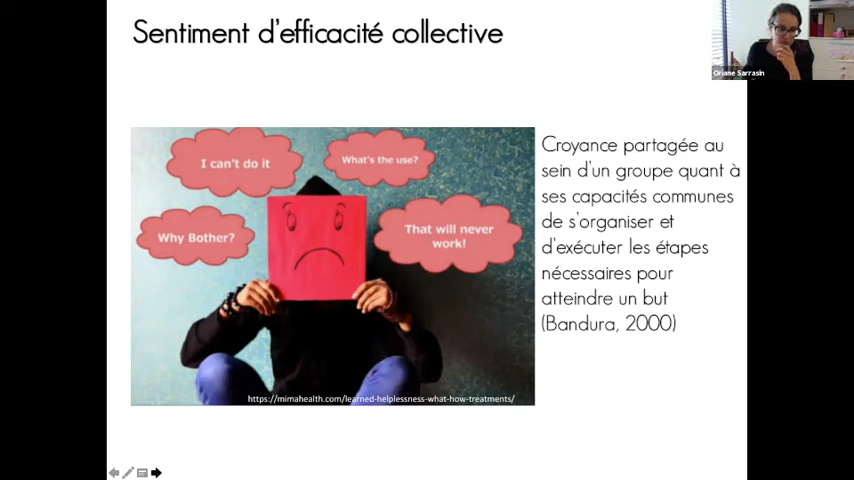 Sentiment d'efficacité collective
Oriane Sarrasin
I can't do it
What's the use?
Why Bother?
That will never
work!
https://mimahealth.com/learned-helplessness-what-how-treatments/
Croyance partagée au
sein d'un groupe quant à
ses capacités communes
de s'organiser et
d'exécuter les étapes
nécessaires pour
atteindre un but
(Bandura, 2000)